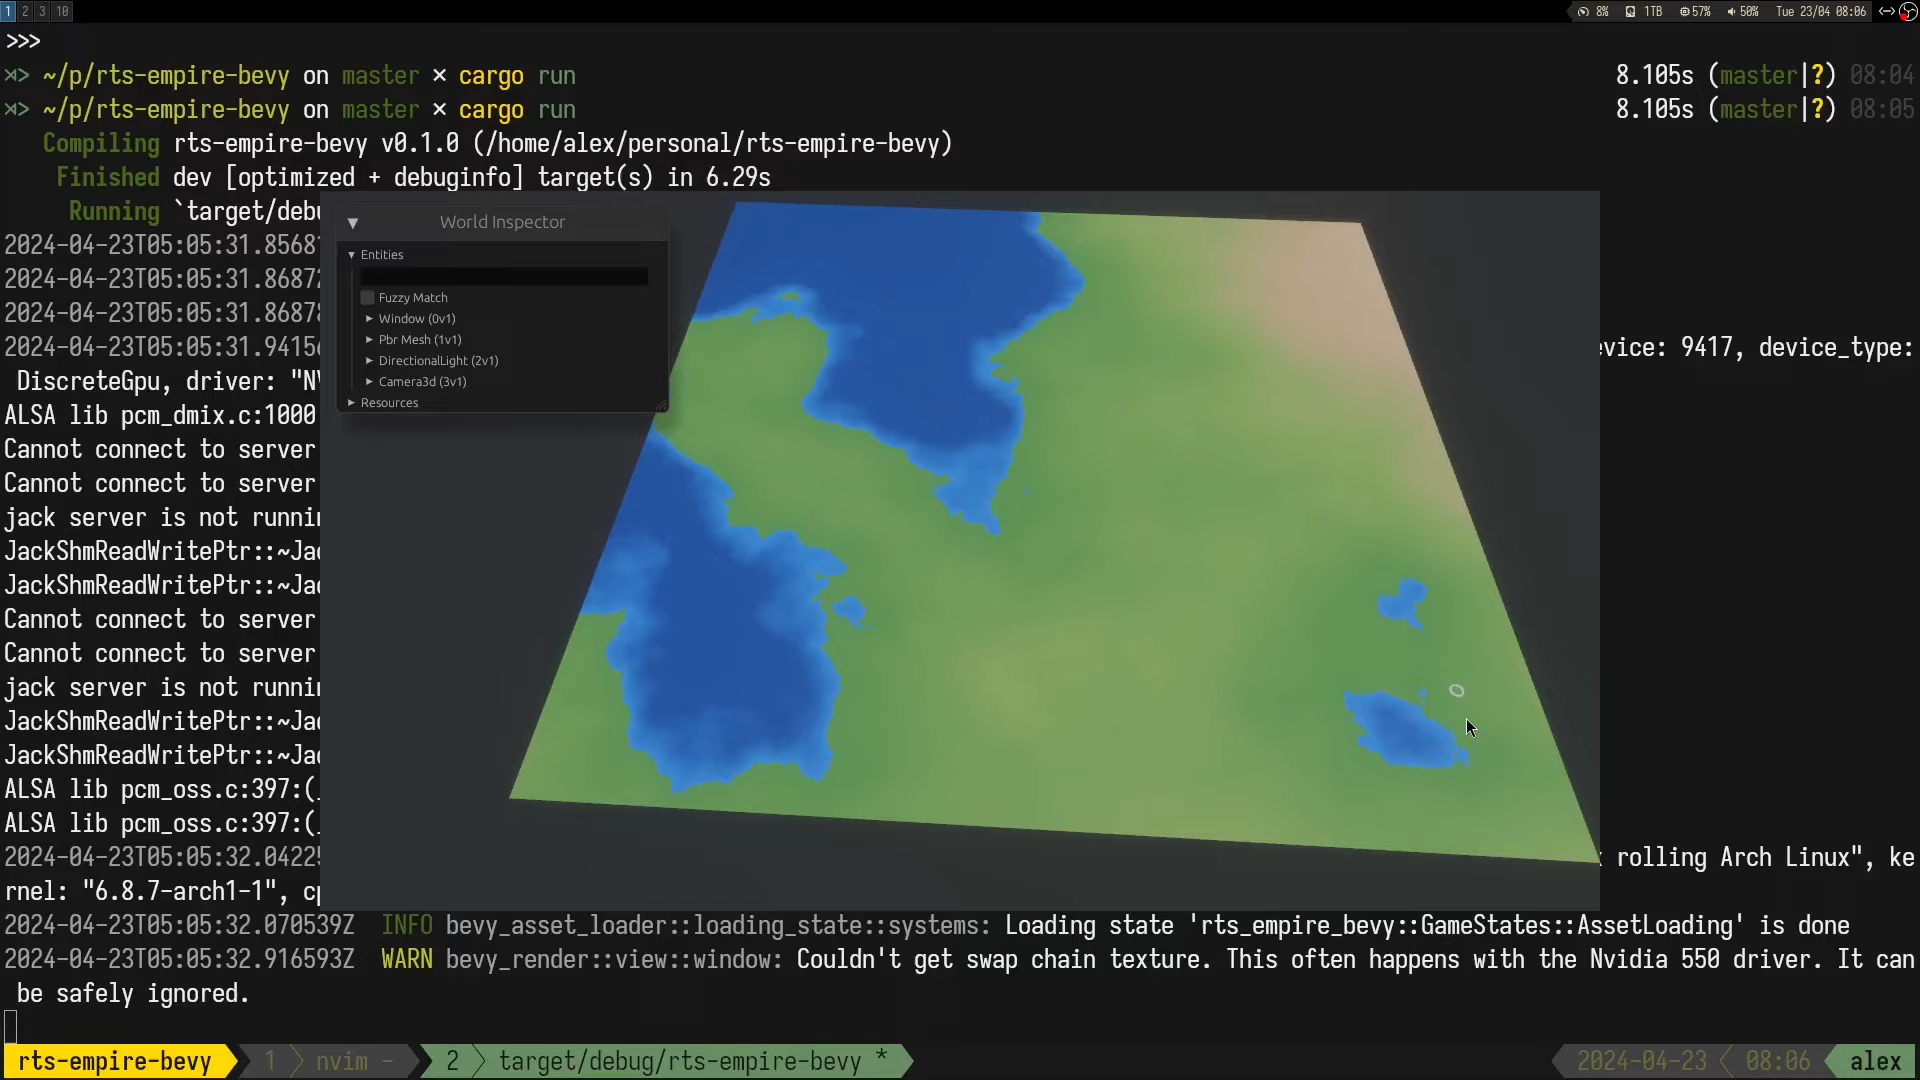 1 2 3 10 8% 1TB 57% 50% Tue 23/04 08:06
>>>
~/p/rts-empire-bevy on master × cargo run 8.105s (master|?) 08:04
~/p/rts-empire-bevy on master × cargo run 8.105s (master|?) 08:05
Compiling rts-empire-bevy v0.1.0 (/home/alex/personal/rts-empire-bevy)
Finished dev [optimized + debuginfo] target(s) in 6.29s
Running `target/debu
World Inspector
2024-04-23T05:05:31.8568
Entities
2024-04-23T05:05:31.8687
Fuzzy Match
2024-04-23T05:05:31.8687
Window (0v1)
Pbr Mesh (1v1)
2024-04-23T05:05:31.9415 evice: 9417, device_type:
DirectionalLight (2v1)
DiscreteGpu, driver: "NV
Camera3d (3v1)
Resources
ALSA lib pcm_dmix.c:1000
Cannot connect to server
Cannot connect to server
jack server is not runnin
JackShmReadWritePtr::~Jac
JackShmReadWritePtr::~Jac
Cannot connect to server
Cannot connect to server
jack server is not runnin
JackShmReadWritePtr::~Jac
JackShmReadWritePtr::~Jac
ALSA lib pcm_oss.c:397:(_
ALSA lib pcm_oss.c:397:(_
2024-04-23T05:05:32.0422 rolling Arch Linux", ke
rnel: "6.8.7-arch1-1", cp
2024-04-23T05:05:32.070539Z INFO bevy_asset_loader::loading_state::systems: Loading state 'rts_empire_bevy::GameStates::AssetLoading' is done
2024-04-23T05:05:32.916593Z WARN bevy_render::view::window: Couldn't get swap chain texture. This often happens with the Nvidia 550 driver. It can
be safely ignored.
rts-empire-bevy 1 nvim - 2 target/debug/rts-empire-bevy * 2024-04-23 08:06 alex